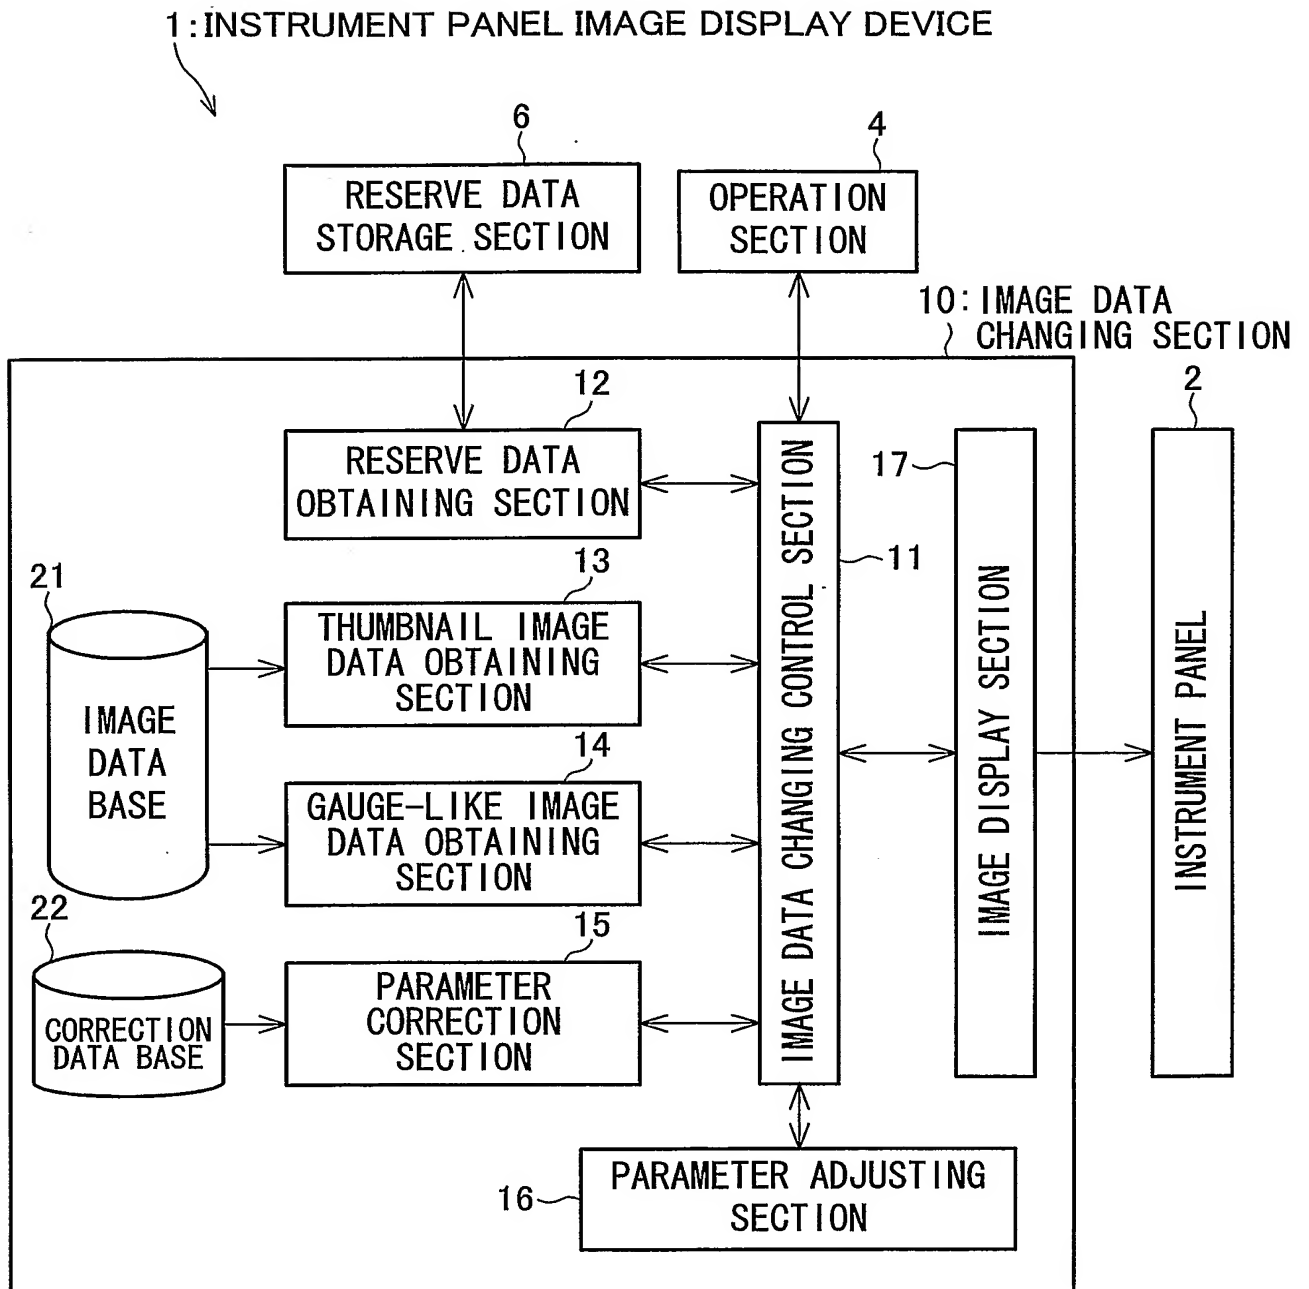 1:INSTRUMENT PANEL IMAGE DISPLAY DEVICE
6
RESERVE DATA
STORAGE SECTION
4
OPERATION
SECTION
10:IMAGE DATA
CHANGING SECTION
12
RESERVE DATA
OBTAINING SECTION
2
17
11
IMAGE DATA CHANGING CONTROL SECTION
IMAGE DISPLAY SECTION
INSTRUMENT PANEL
21
IMAGE
DATA
BASE
13
THUMBNAIL IMAGE
DATA OBTAINING
SECTION
14
GAUGE-LIKE IMAGE
DATA OBTAINING
SECTION
22
CORRECTION
DATA BASE
15
PARAMETER
CORRECTION
SECTION
16
PARAMETER ADJUSTING
SECTION